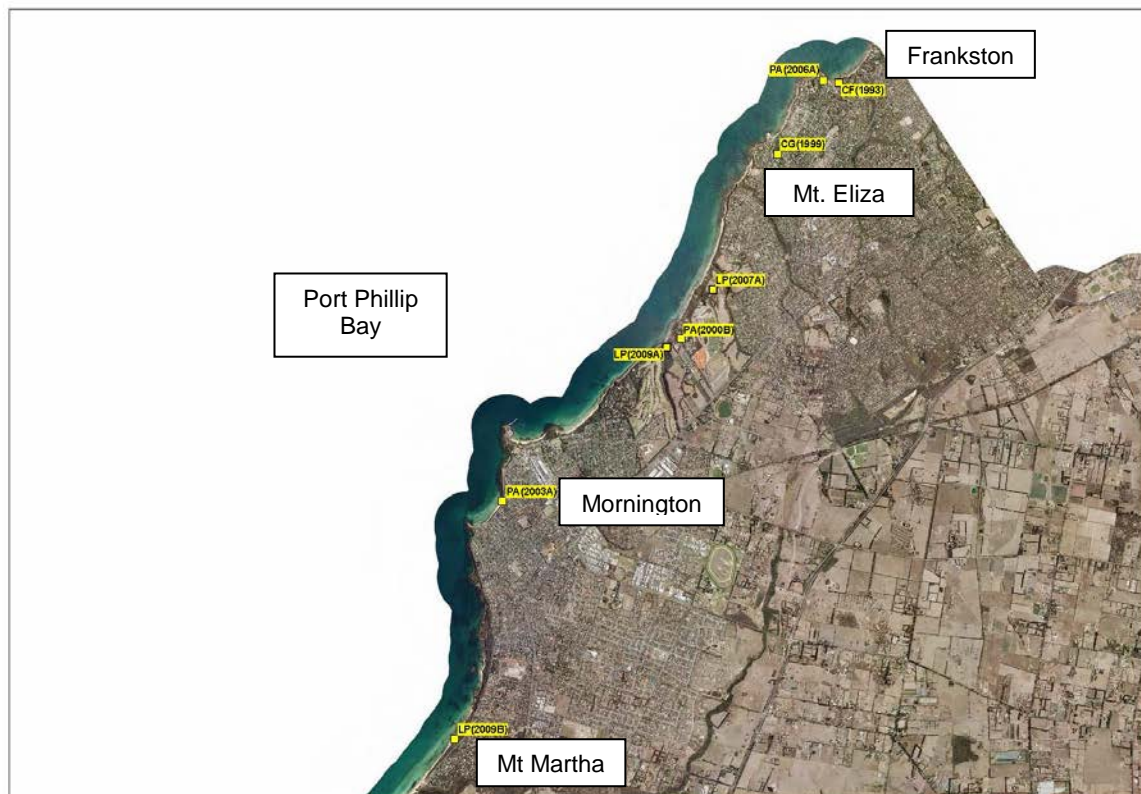 Frankston
PA(2006A)
CF(1993)
CG(1999)
Mt. Eliza
LP(2007A)
Port Phillip
Bay
PA(2000B)
LP(2009A)
PA(2003A)
Mornington
LP(2009B)
Mt Martha